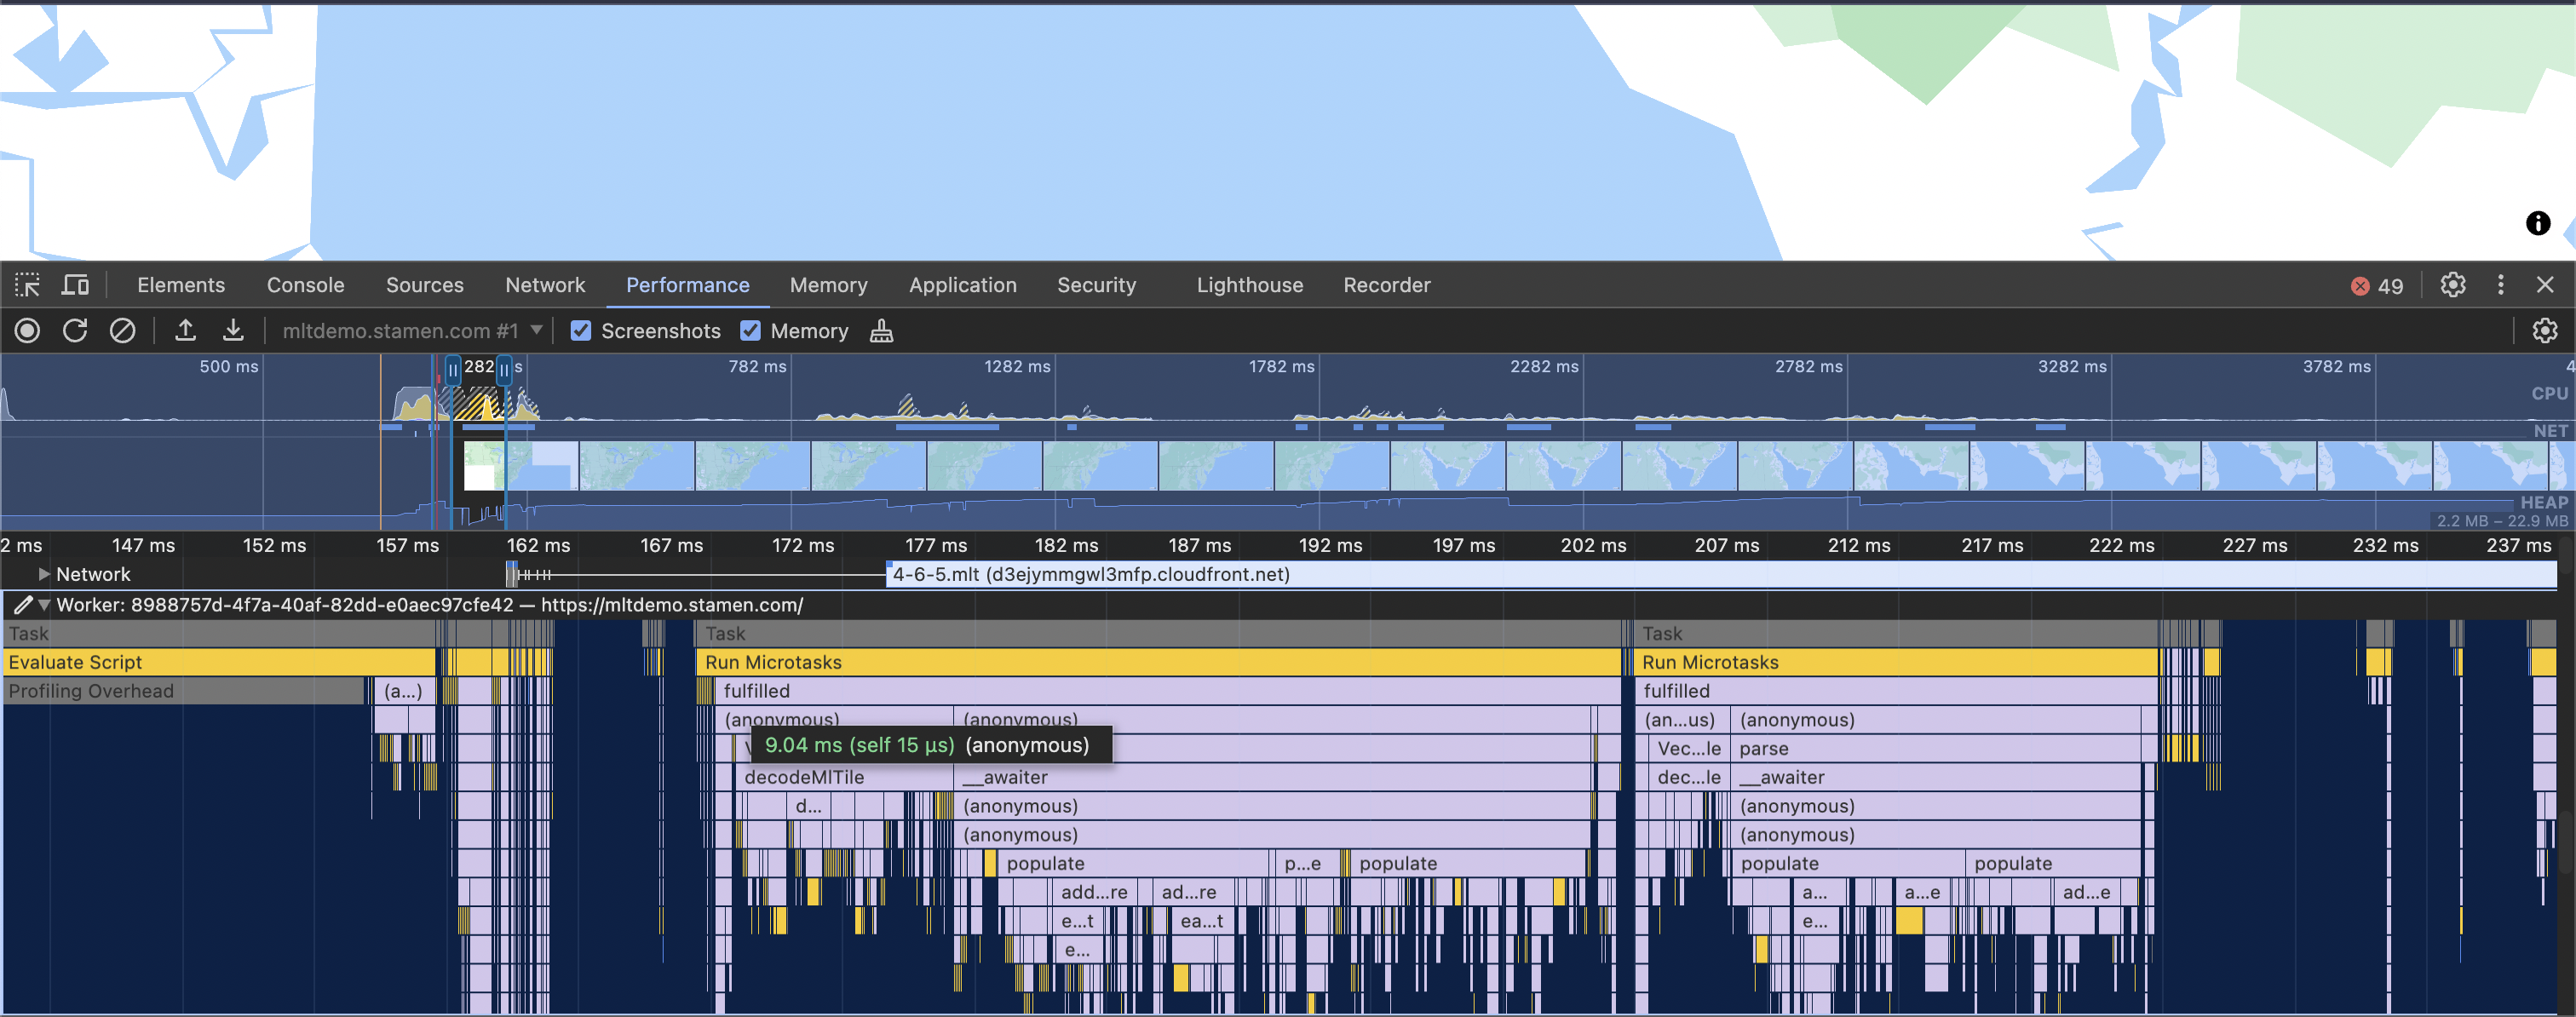 Elements Console Sources Network Performance Memory Application Security Lighthouse Recorder 49
mltdemo.stamen.com #1 Screenshots Memory
500 ms 282 s 782 ms 1282 ms 1782 ms 2282 ms 2782 ms 3282 ms 3782 ms 4
CPU
NET
HEAP
2.2 MB – 22.9 MB
2 ms 147 ms 152 ms 157 ms 162 ms 167 ms 172 ms 177 ms 182 ms 187 ms 192 ms 197 ms 202 ms 207 ms 212 ms 217 ms 222 ms 227 ms 232 ms 237 ms
Network 4-6-5.mlt (d3ejymmgwl3mfp.cloudfront.net)
Worker: 8988757d-4f7a-40af-82dd-e0aec97cfe42 — https://mltdemo.stamen.com/
Task Task Task
Evaluate Script Run Microtasks Run Microtasks
Profiling Overhead (a...) fulfilled fulfilled
(anonymous) (anonymous) (an...us) (anonymous)
9.04 ms (self 15 μs) (anonymous) Vec...le parse
decodeMlTile __awaiter dec...le __awaiter
d... (anonymous) (anonymous)
(anonymous) (anonymous)
populate p...e populate populate populate
add...re ad...re a... a...e ad...e
e...t ea...t e...
e...